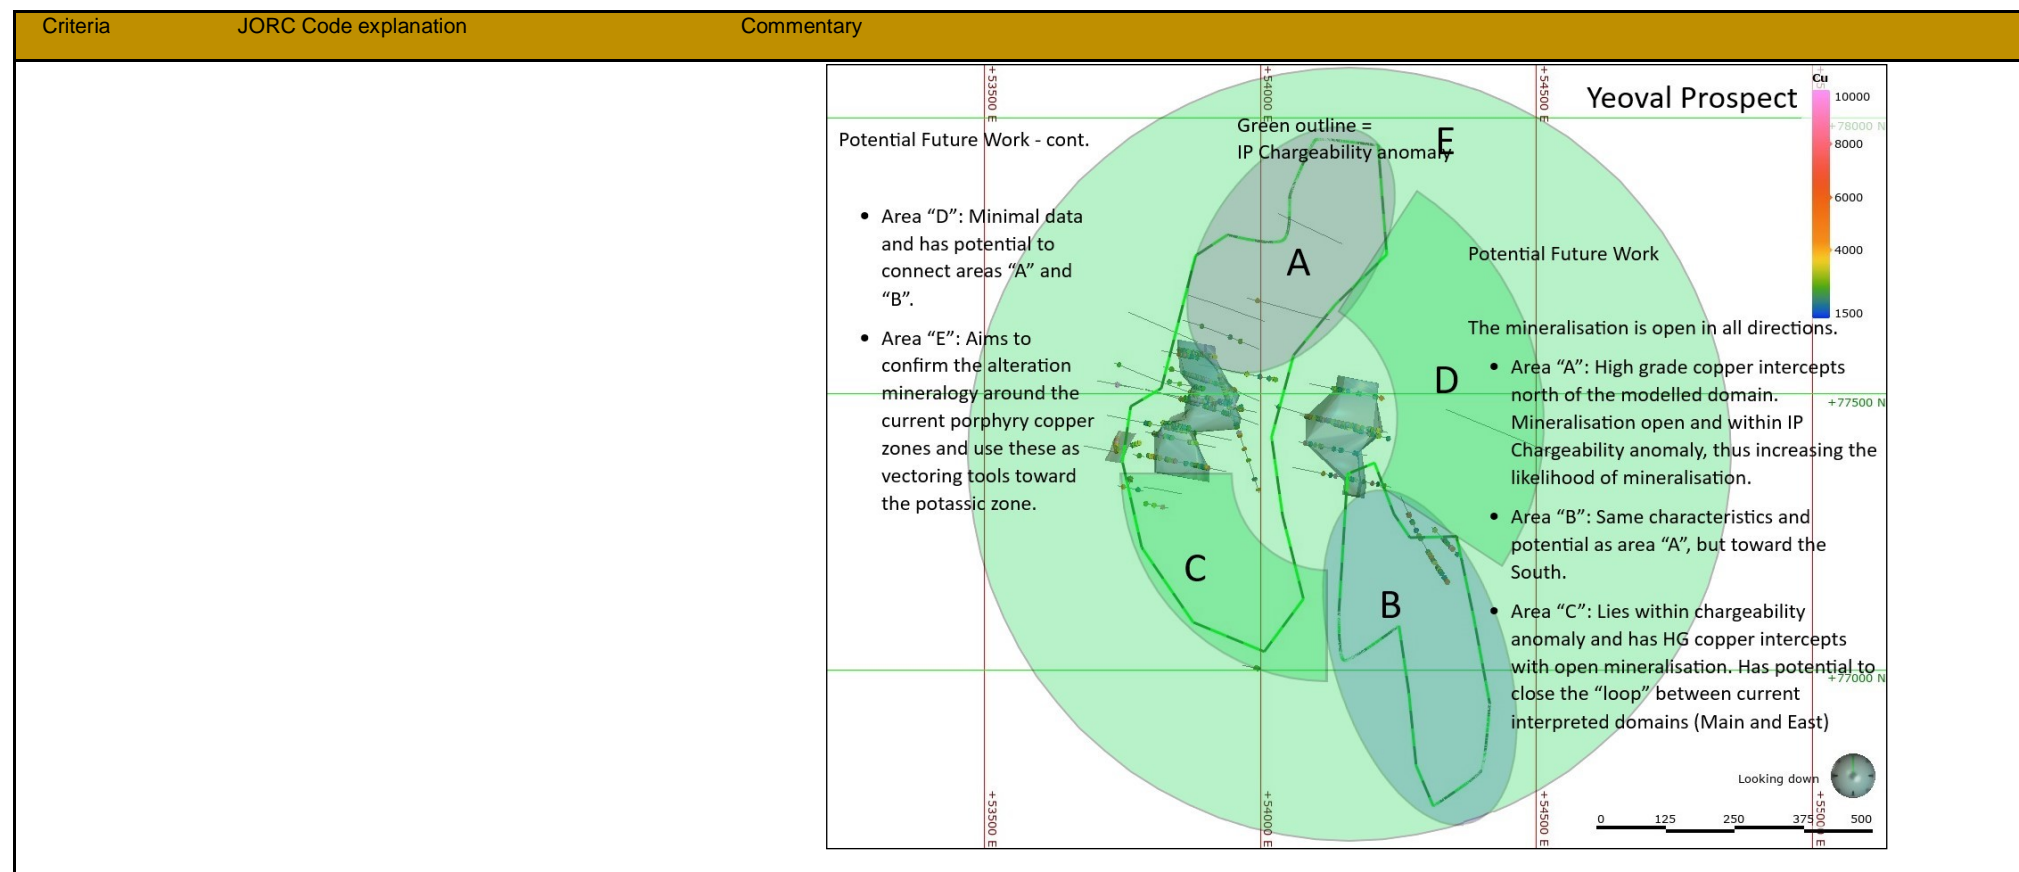 Criteria JORC Code explanation Commentary
Yeoval Prospect
Cu
10000
8000
6000
4000
1500
+53500 E
+54000 E
+54500 E
+78000 N
+77500 N
+77000 N
Green outline =
IP Chargeability anomaly
E
A
D
C
B
Potential Future Work - cont.
• Area “D”: Minimal data
and has potential to
connect areas “A” and
“B”.
• Area “E”: Aims to
confirm the alteration
mineralogy around the
current porphyry copper
zones and use these as
vectoring tools toward
the potassic zone.
Potential Future Work
The mineralisation is open in all directions.
• Area “A”: High grade copper intercepts
north of the modelled domain.
Mineralisation open and within IP
Chargeability anomaly, thus increasing the
likelihood of mineralisation.
• Area “B”: Same characteristics and
potential as area “A”, but toward the
South.
• Area “C”: Lies within chargeability
anomaly and has HG copper intercepts
with open mineralisation. Has potential to
close the “loop” between current
interpreted domains (Main and East)
Looking down
0 125 250 375 500
+53500 E
+54000 E
+54500 E
+55000 E